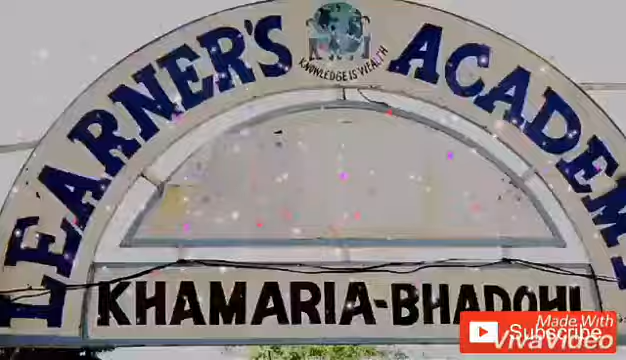 LEARNER'S ACADEMY
KNOWLEDGE IS WEALTH
KHAMARIA-BHADOHI
Subscribe
Made With
VivaVideo